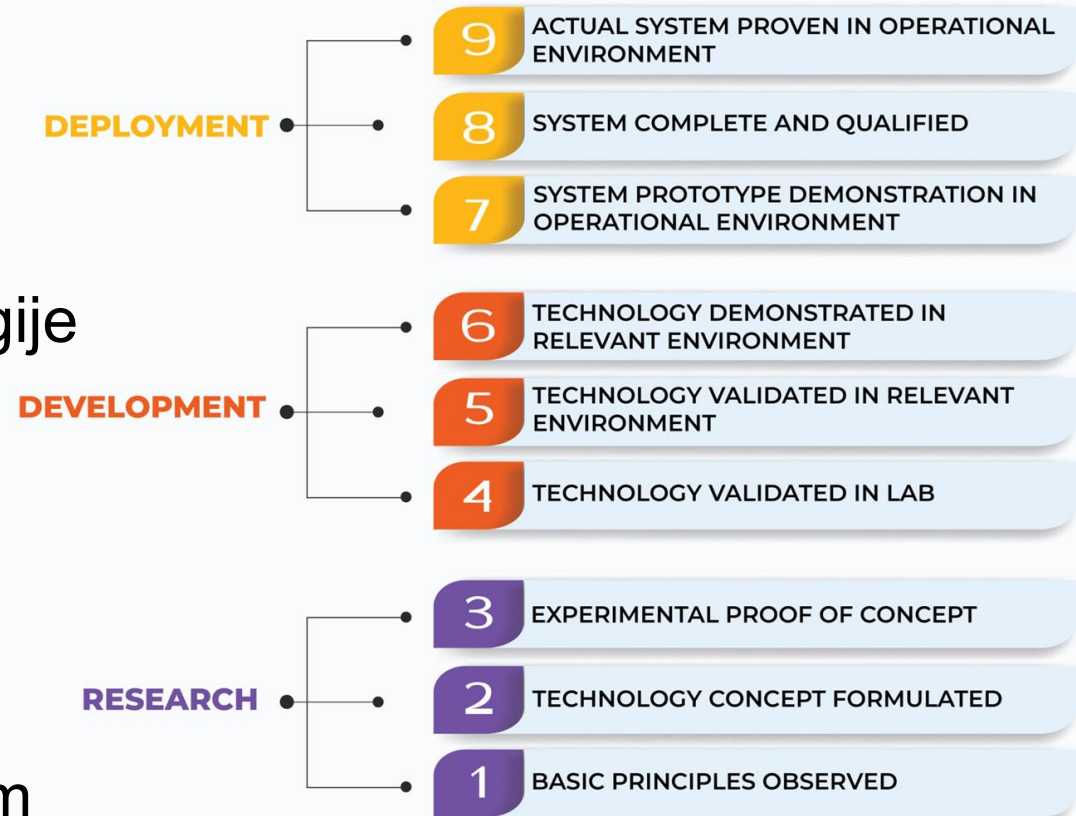 9
ACTUAL SYSTEM PROVEN IN OPERATIONAL
ENVIRONMENT
DEPLOYMENT
8
SYSTEM COMPLETE AND QUALIFIED
7
SYSTEM PROTOTYPE DEMONSTRATION IN
OPERATIONAL ENVIRONMENT
gije
6
TECHNOLOGY DEMONSTRATED IN
RELEVANT ENVIRONMENT
DEVELOPMENT
5
TECHNOLOGY VALIDATED IN RELEVANT
ENVIRONMENT
4
TECHNOLOGY VALIDATED IN LAB
3
EXPERIMENTAL PROOF OF CONCEPT
RESEARCH
2
TECHNOLOGY CONCEPT FORMULATED
1
BASIC PRINCIPLES OBSERVED
m